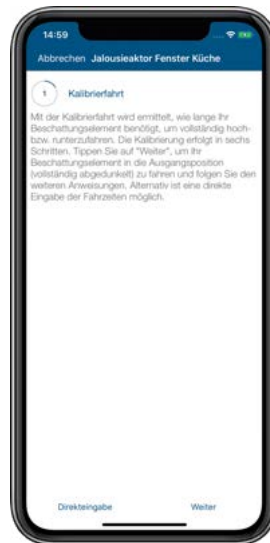 14:59
Abbrechen Jalousieaktor Fenster Küche
1 Kalibrierfahrt
Mit der Kalibrierfahrt wird ermittelt, wie lange Ihr
Beschattungselement benötigt, um vollständig hoch-
bzw. runterzufahren. Die Kalibrierung erfolgt in sechs
Schritten. Tippen Sie auf "Weiter", um Ihr
Beschattungselement in die Ausgangsposition
(vollständig abgedunkelt) zu fahren und folgen Sie den
weiteren Anweisungen. Alternativ ist eine direkte
Eingabe der Fahrzeiten möglich.
Direkteingabe Weiter